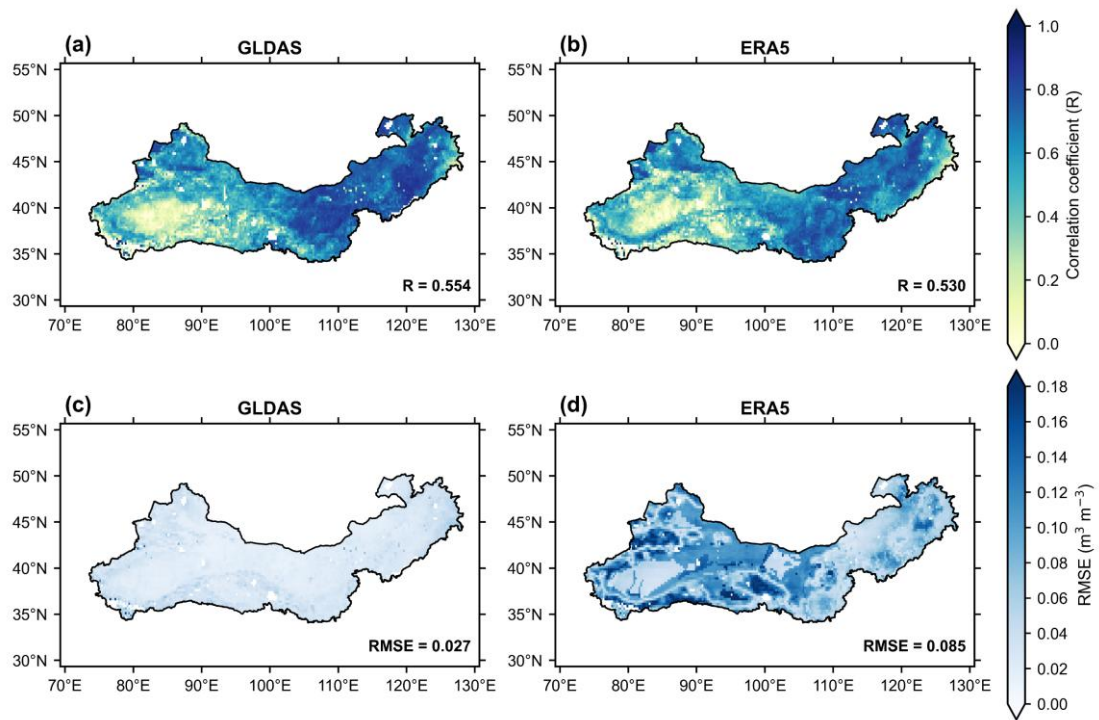 (a)
GLDAS
55°N
50°N
45°N
40°N
35°N
30°N
R = 0.554
70°E 80°E 90°E 100°E 110°E 120°E 130°E
(b)
ERA5
55°N
50°N
45°N
40°N
35°N
30°N
R = 0.530
70°E 80°E 90°E 100°E 110°E 120°E 130°E
1.0
0.8
0.6
0.4
0.2
0.0
Correlation coefficient (R)
(c)
GLDAS
55°N
50°N
45°N
40°N
35°N
30°N
RMSE = 0.027
70°E 80°E 90°E 100°E 110°E 120°E 130°E
(d)
ERA5
55°N
50°N
45°N
40°N
35°N
30°N
RMSE = 0.085
70°E 80°E 90°E 100°E 110°E 120°E 130°E
0.18
0.16
0.14
0.12
0.10
0.08
0.06
0.04
0.02
0.00
RMSE (m³ m⁻³)